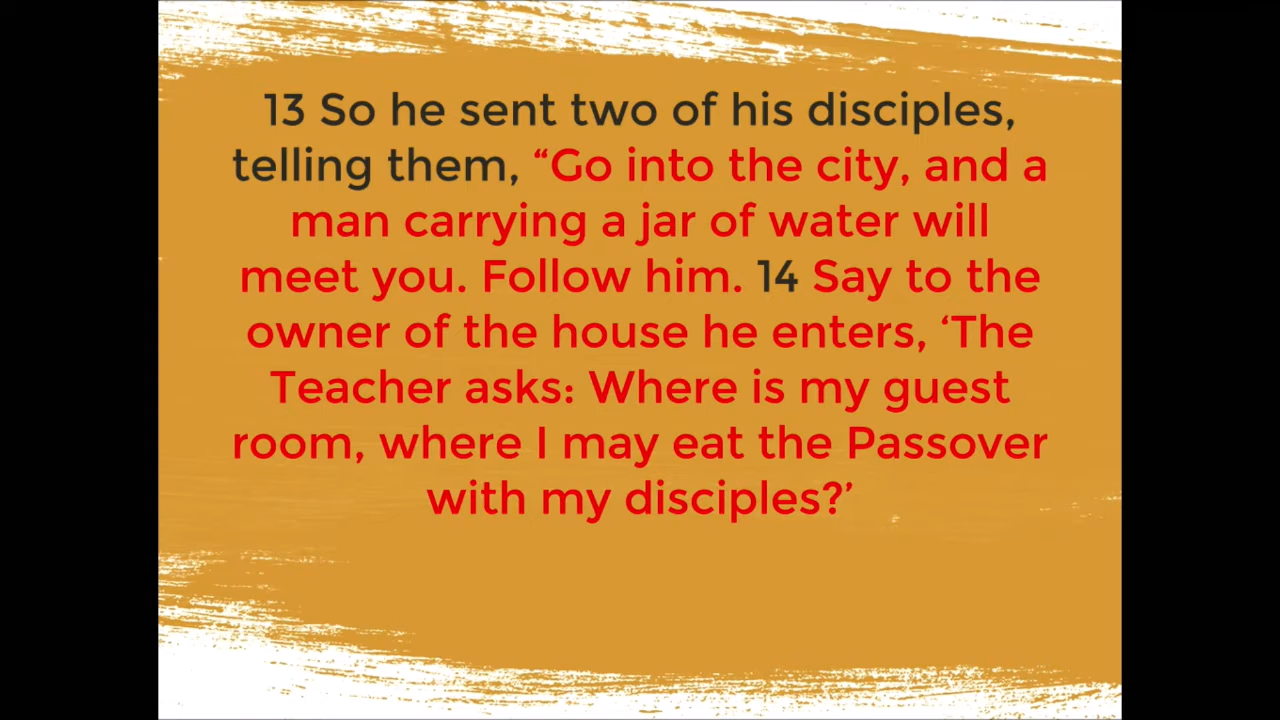 13 So he sent two of his disciples,
telling them, “Go into the city, and a
man carrying a jar of water will
meet you. Follow him. 14 Say to the
owner of the house he enters, ‘The
Teacher asks: Where is my guest
room, where I may eat the Passover
with my disciples?’